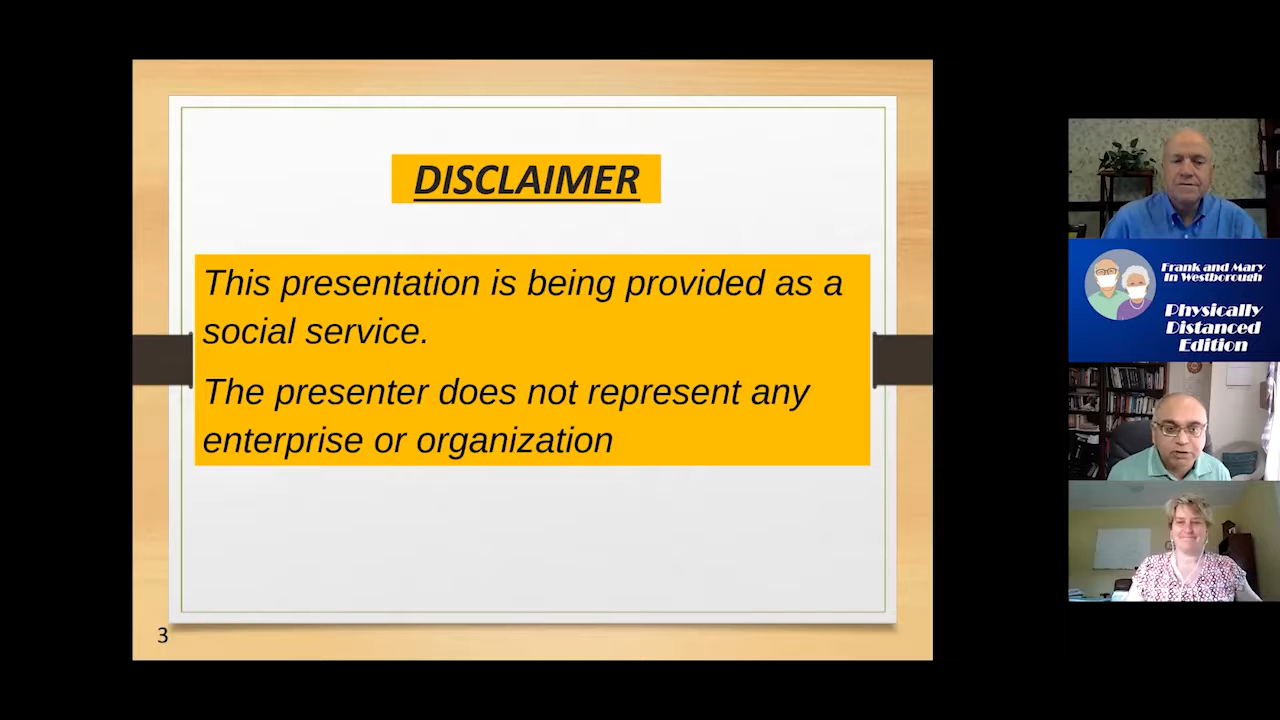 DISCLAIMER
This presentation is being provided as a
social service.
The presenter does not represent any
enterprise or organization
3
Frank and Mary
In Westborough
Physically
Distanced
Edition